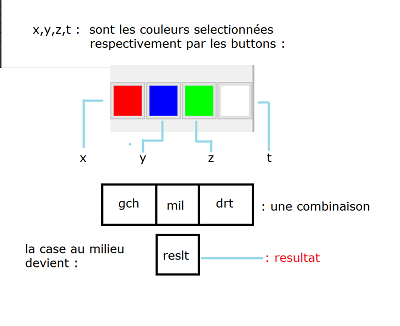 x,y,z,t : sont les couleurs selectionnées
respectivement par les buttons :
x y z t
gch mil drt : une combinaison
la case au milieu
devient :
reslt : resultat